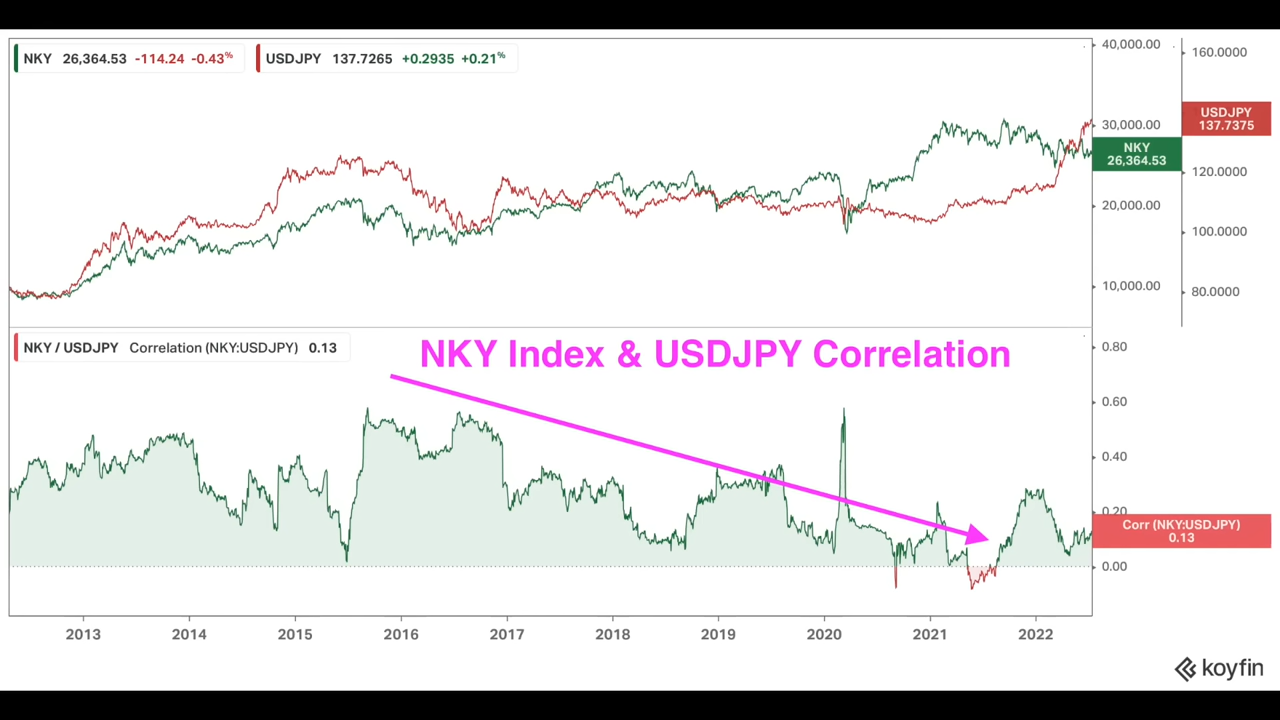 NKY 26,364.53 -114.24 -0.43%
USDJPY 137.7265 +0.2935 +0.21%
40,000.00
30,000.00
20,000.00
10,000.00
NKY
26,364.53
160.0000
USDJPY
137.7375
120.0000
100.0000
80.0000
NKY / USDJPY Correlation (NKY:USDJPY) 0.13
NKY Index & USDJPY Correlation
0.80
0.60
0.40
0.20
Corr (NKY:USDJPY)
0.13
0.00
2013 2014 2015 2016 2017 2018 2019 2020 2021 2022
koyfin